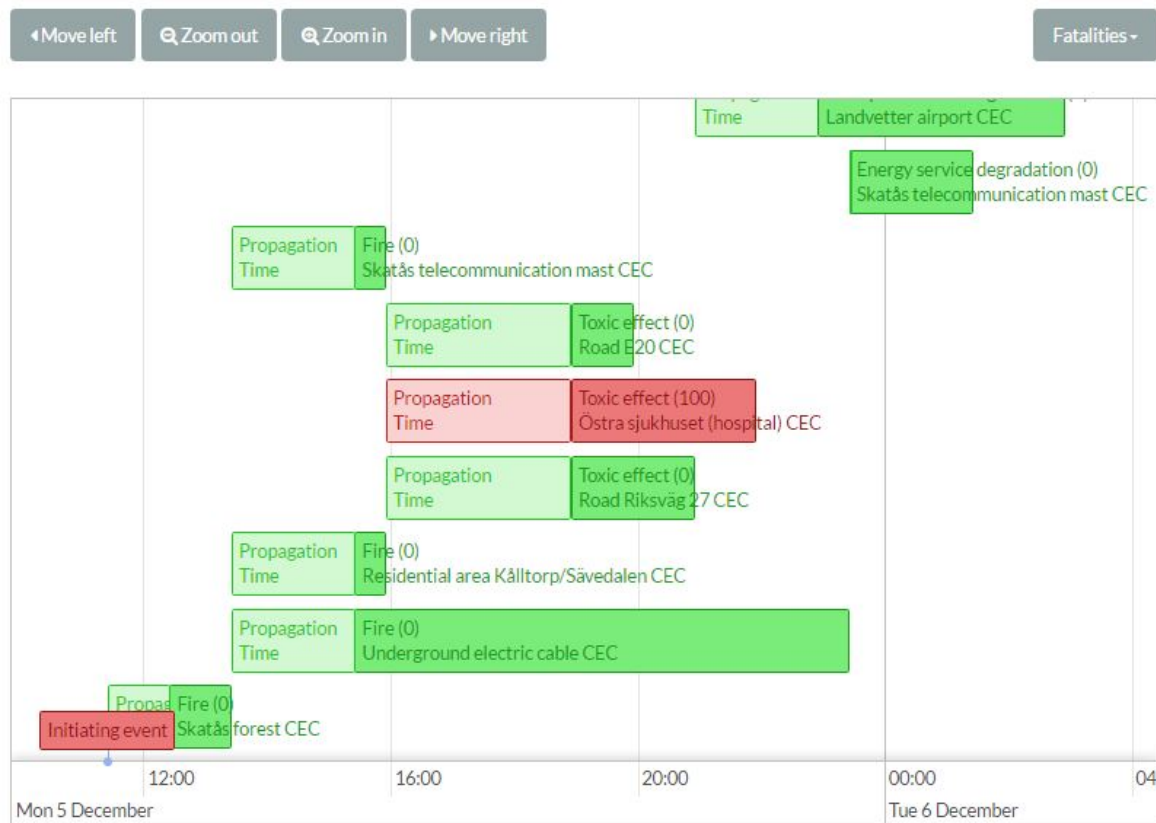 Move left
Zoom out
Zoom in
Move right
Fatalities
Time
Landvetter airport CEC
Energy service degradation (0)
Skatås telecommunication mast CEC
Propagation
Time
Fire (0)
Skatås telecommunication mast CEC
Propagation
Time
Toxic effect (0)
Road E20 CEC
Propagation
Time
Toxic effect (100)
Östra sjukhuset (hospital) CEC
Propagation
Time
Toxic effect (0)
Road Riksväg 27 CEC
Propagation
Time
Fire (0)
Residential area Kålltorp/Sävedalen CEC
Propagation
Time
Fire (0)
Underground electric cable CEC
Propag
Fire (0)
Initiating event
Skatås forest CEC
12:00
16:00
20:00
00:00
04
Mon 5 December
Tue 6 December